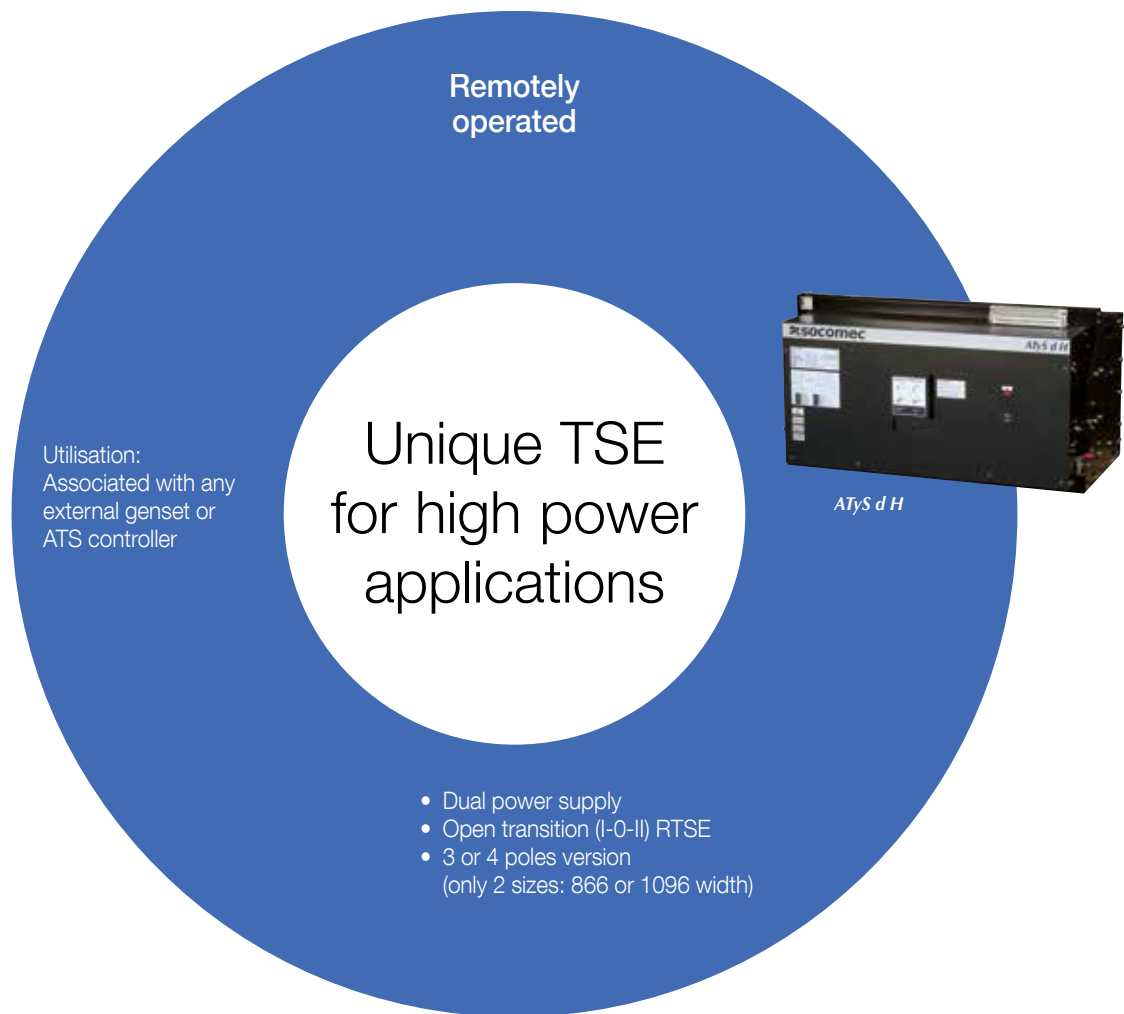 Remotely
operated
socomec
ATyS d H
Utilisation:
Associated with any
external genset or
ATS controller
Unique TSE
for high power
applications
ATyS d H
• Dual power supply
• Open transition (I-0-II) RTSE
• 3 or 4 poles version
(only 2 sizes: 866 or 1096 width)